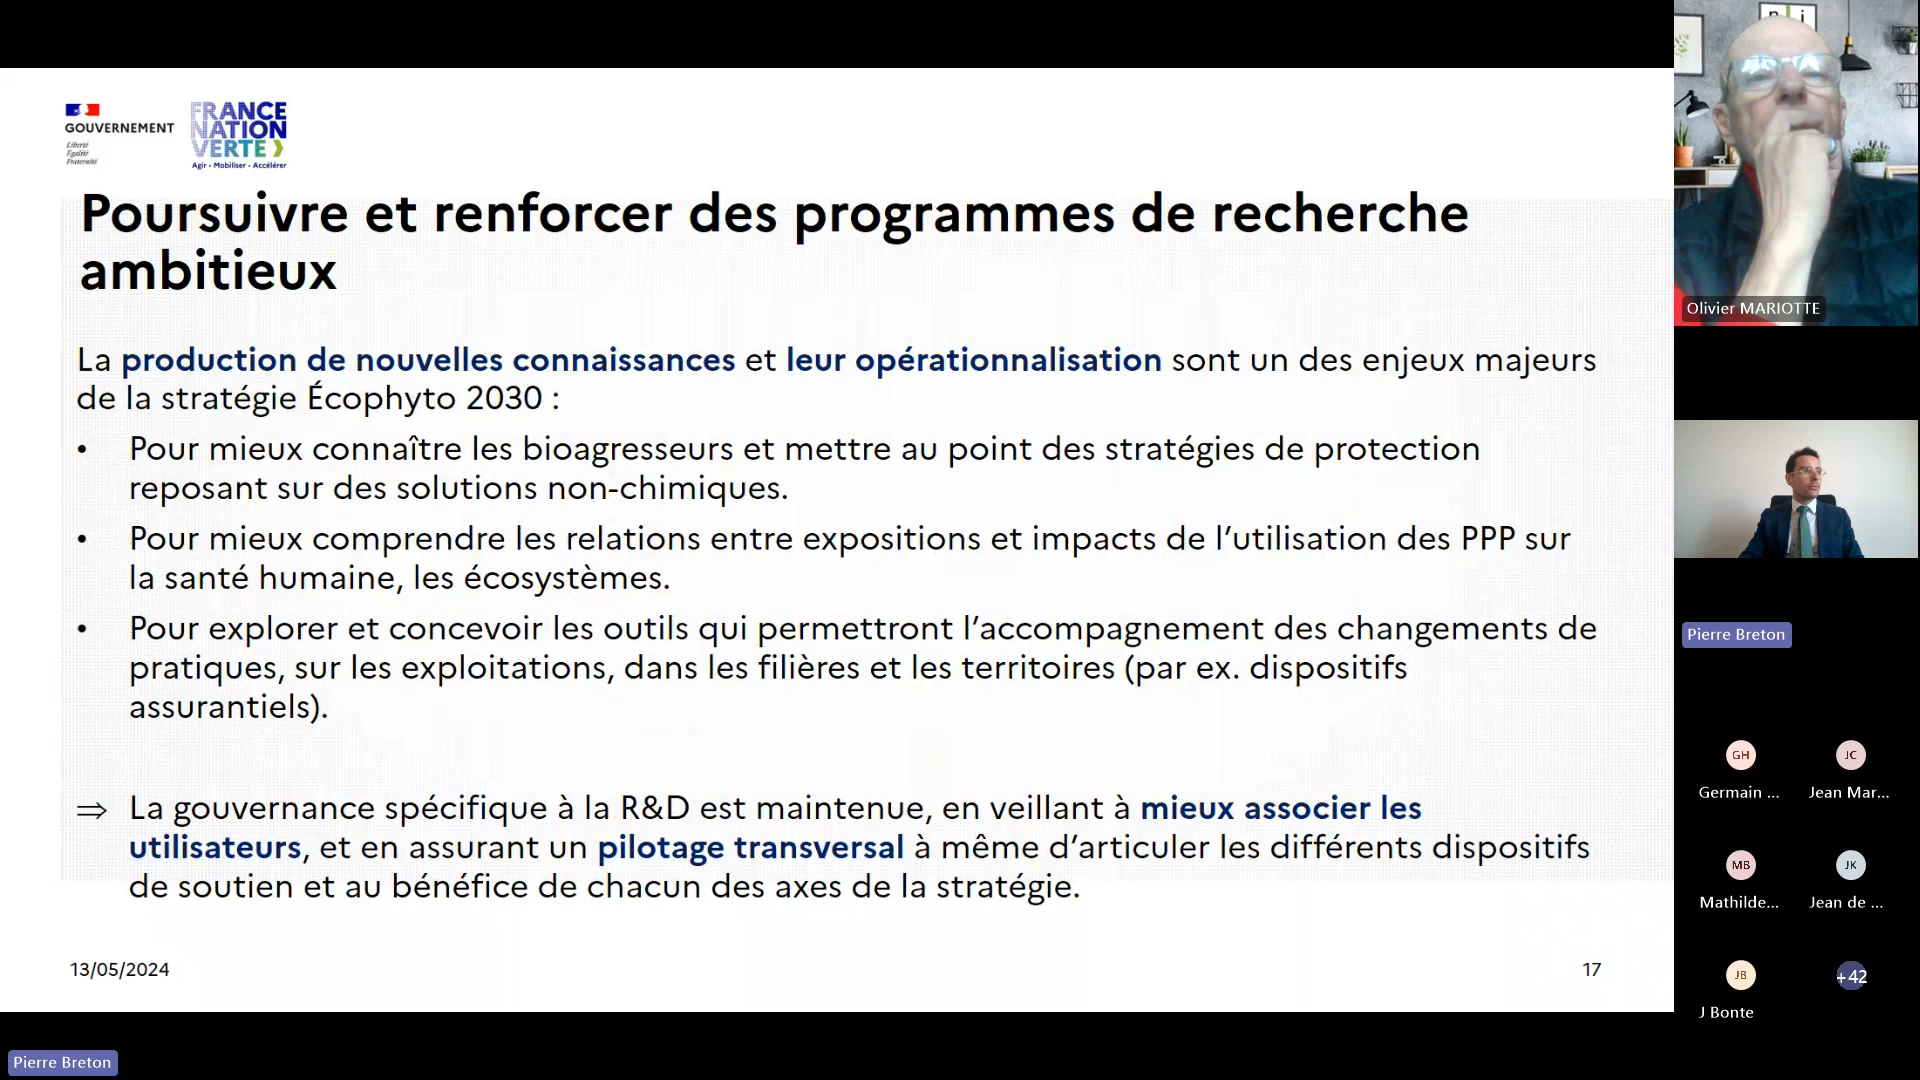 GOUVERNEMENT
Liberté
Égalité
Fraternité
FRANCE
NATION
VERTE
Agir • Mobiliser • Accélérer
Poursuivre et renforcer des programmes de recherche
ambitieux
La production de nouvelles connaissances et leur opérationnalisation sont un des enjeux majeurs
de la stratégie Écophyto 2030 :
• Pour mieux connaître les bioagresseurs et mettre au point des stratégies de protection
reposant sur des solutions non-chimiques.
• Pour mieux comprendre les relations entre expositions et impacts de l’utilisation des PPP sur
la santé humaine, les écosystèmes.
• Pour explorer et concevoir les outils qui permettront l’accompagnement des changements de
pratiques, sur les exploitations, dans les filières et les territoires (par ex. dispositifs
assurantiels).
⇒ La gouvernance spécifique à la R&D est maintenue, en veillant à mieux associer les
utilisateurs, et en assurant un pilotage transversal à même d’articuler les différents dispositifs
de soutien et au bénéfice de chacun des axes de la stratégie.
13/05/2024
17
Pierre Breton
Olivier MARIOTTE
Pierre Breton
GH
JC
Germain ...
Jean Mar...
MB
JK
Mathilde...
Jean de ...
JB
+42
J Bonte